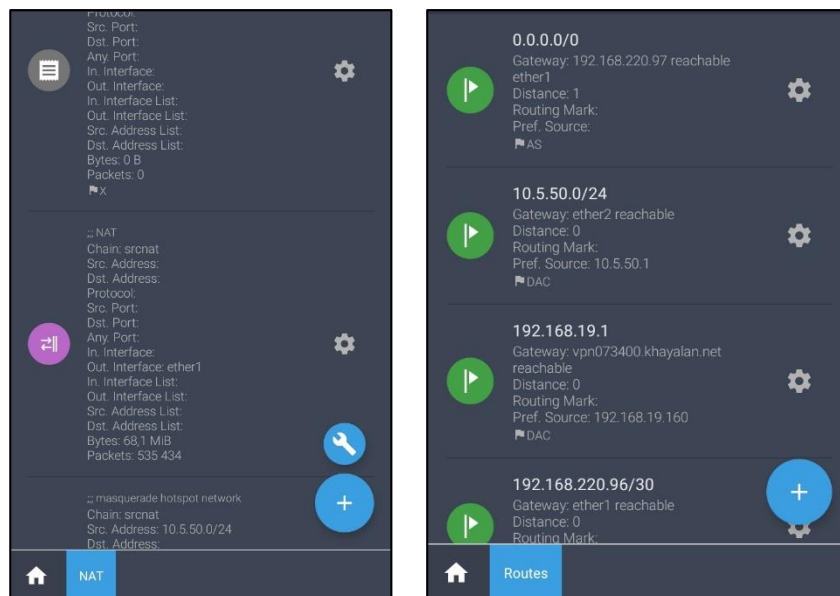 Protocol:
Src. Port:
Dst. Port:
Any. Port:
In. Interface:
Out. Interface:
In. Interface List:
Out. Interface List:
Src. Address List:
Dst. Address List:
Bytes: 0 B
Packets: 0
X
;;; NAT
Chain: srcnat
Src. Address:
Dst. Address:
Protocol:
Src. Port:
Dst. Port:
Any. Port:
In. Interface:
Out. Interface: ether1
In. Interface List:
Out. Interface List:
Src. Address List:
Dst. Address List:
Bytes: 68,1 MiB
Packets: 535 434
;;; masquerade hotspot network
Chain: srcnat
Src. Address: 10.5.50.0/24
Dst. Address:
NAT
0.0.0.0/0
Gateway: 192.168.220.97 reachable
ether1
Distance: 1
Routing Mark:
Pref. Source:
AS
10.5.50.0/24
Gateway: ether2 reachable
Distance: 0
Routing Mark:
Pref. Source: 10.5.50.1
DAC
192.168.19.1
Gateway: vpn073400.khayalan.net
reachable
Distance: 0
Routing Mark:
Pref. Source: 192.168.19.160
DAC
192.168.220.96/30
Gateway: ether1 reachable
Distance: 0
Routing Mark:
Routes